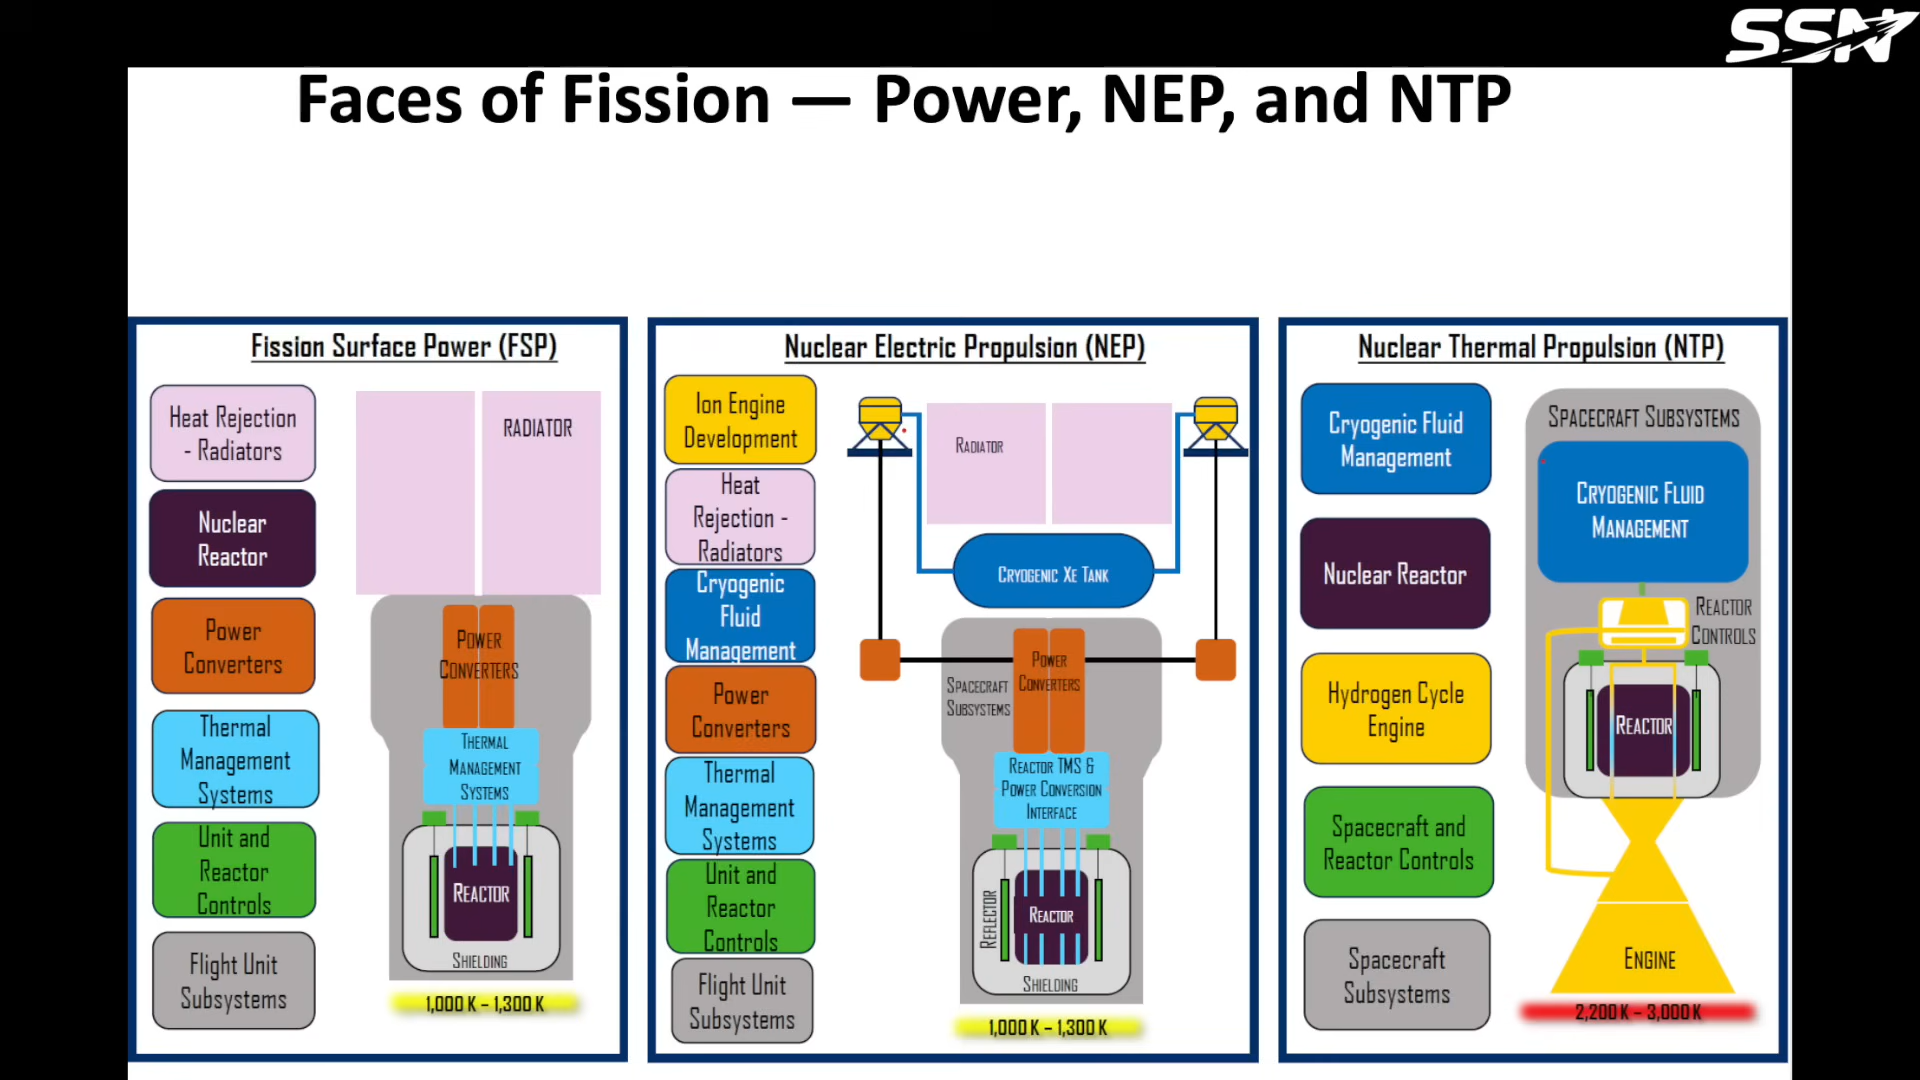 SSN
Faces of Fission — Power, NEP, and NTP
Fission Surface Power (FSP)
Heat Rejection
- Radiators
Nuclear
Reactor
Power
Converters
Thermal
Management
Systems
Unit and
Reactor
Controls
Flight Unit
Subsystems
RADIATOR
POWER
CONVERTERS
THERMAL
MANAGEMENT
SYSTEMS
REACTOR
SHIELDING
1,000 K – 1,300 K
Nuclear Electric Propulsion (NEP)
Ion Engine
Development
Heat
Rejection -
Radiators
Cryogenic
Fluid
Management
Power
Converters
Thermal
Management
Systems
Unit and
Reactor
Controls
Flight Unit
Subsystems
RADIATOR
CRYOGENIC XE TANK
POWER
CONVERTERS
SPACECRAFT
SUBSYSTEMS
REACTOR TMS &
POWER CONVERSION
INTERFACE
REFLECTOR
REACTOR
SHIELDING
1,000 K – 1,300 K
Nuclear Thermal Propulsion (NTP)
Cryogenic Fluid
Management
Nuclear Reactor
Hydrogen Cycle
Engine
Spacecraft and
Reactor Controls
Spacecraft
Subsystems
SPACECRAFT SUBSYSTEMS
CRYOGENIC FLUID
MANAGEMENT
REACTOR
CONTROLS
REACTOR
ENGINE
2,200 K – 3,000 K